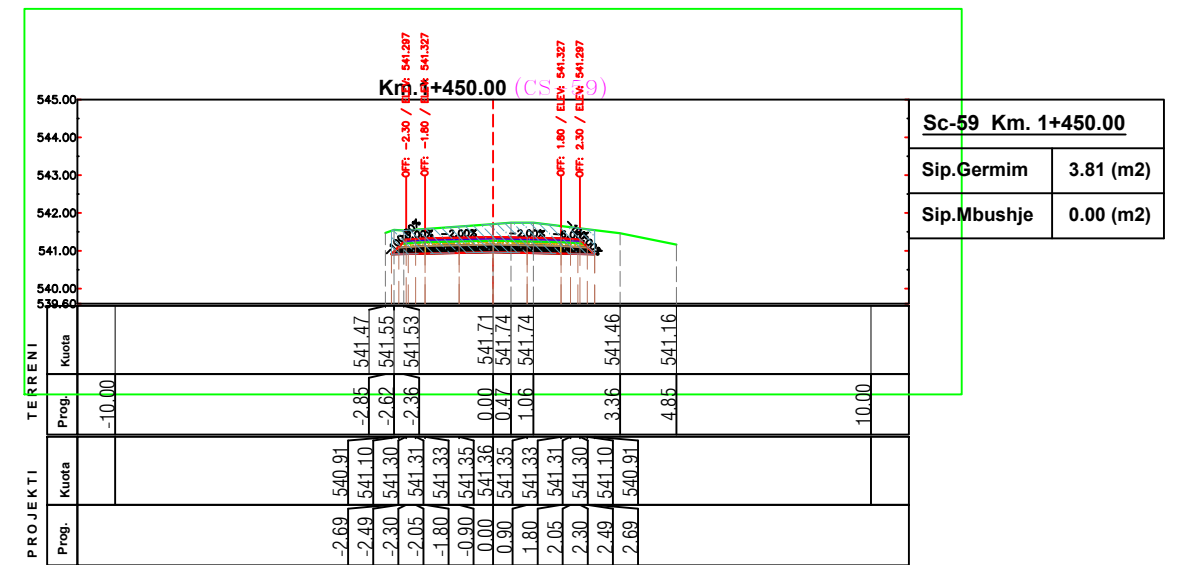 OFF: -2.30 / ELEV: 541.297
OFF: -1.80 / ELEV: 541.327
OFF: 1.80 / ELEV: 541.327
OFF: 2.30 / ELEV: 541.297
Km. 1+450.00 (CS-59)
545.00
544.00
543.00
542.00
541.00
540.00
539.60
-2.00% -2.00% -6.00%
Sc-59 Km. 1+450.00
Sip.Germim 3.81 (m2)
Sip.Mbushje 0.00 (m2)
TERRENI
Kuota 541.47 541.55 541.53 541.71 541.74 541.74 541.46 541.16
Prog. -10.00 -2.85 -2.62 -2.36 0.00 0.47 1.06 3.36 4.85 10.00
PROJEKTI
Kuota 540.91 541.10 541.30 541.31 541.33 541.35 541.36 541.35 541.33 541.31 541.30 541.10 540.91
Prog. -2.69 -2.49 -2.30 -2.05 -1.80 -0.90 0.00 0.90 1.80 2.05 2.30 2.49 2.69